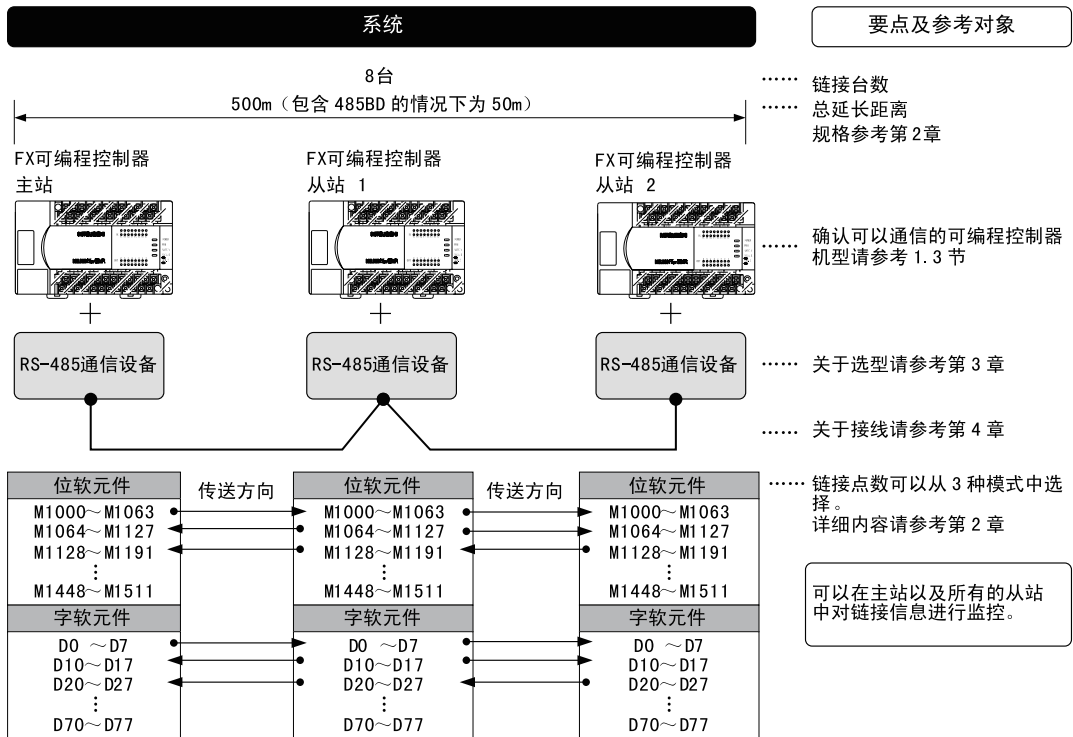 系统
要点及参考对象
8台
500m（包含 485BD 的情况下为 50m）
…… 链接台数
…… 总延长距离
规格参考第2章
FX可编程控制器
主站
FX可编程控制器
从站 1
FX可编程控制器
从站 2
…… 确认可以通信的可编程控制器
机型请参考1.3节
+
+
+
RS-485通信设备
RS-485通信设备
RS-485通信设备
…… 关于选型请参考第 3 章
…… 关于接线请参考第 4 章
位软元件
传送方向
位软元件
传送方向
位软元件
M1000～M1063
M1064～M1127
M1128～M1191
⋮
M1448～M1511
M1000～M1063
M1064～M1127
M1128～M1191
⋮
M1448～M1511
M1000～M1063
M1064～M1127
M1128～M1191
⋮
M1448～M1511
…… 链接点数可以从 3 种模式中选
择。
详细内容请参考第 2 章
字软元件
字软元件
字软元件
D0 ～D7
D10～D17
D20～D27
⋮
D70～D77
D0 ～D7
D10～D17
D20～D27
⋮
D70～D77
D0 ～D7
D10～D17
D20～D27
⋮
D70～D77
可以在主站以及所有的从站
中对链接信息进行监控。